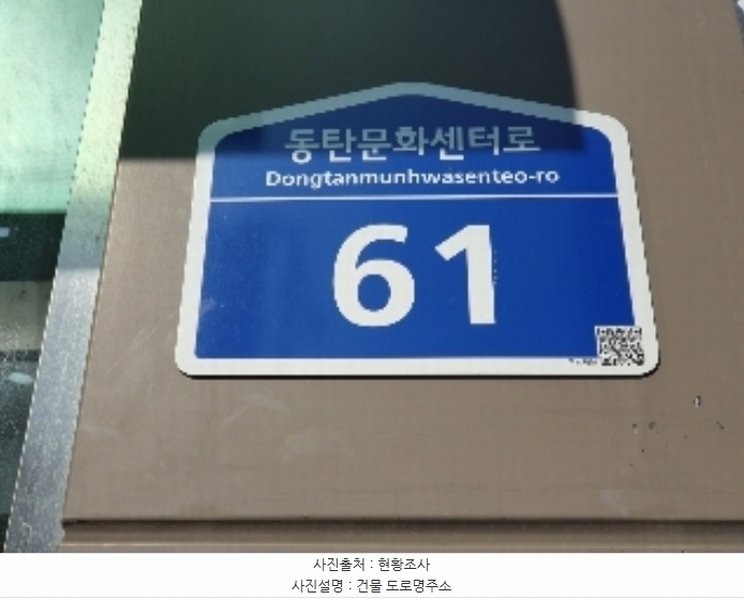 동탄문화센터로
Dongtanmunhwasenteo-ro
61
사진출처 : 현황조사
사진설명 : 건물 도로명주소